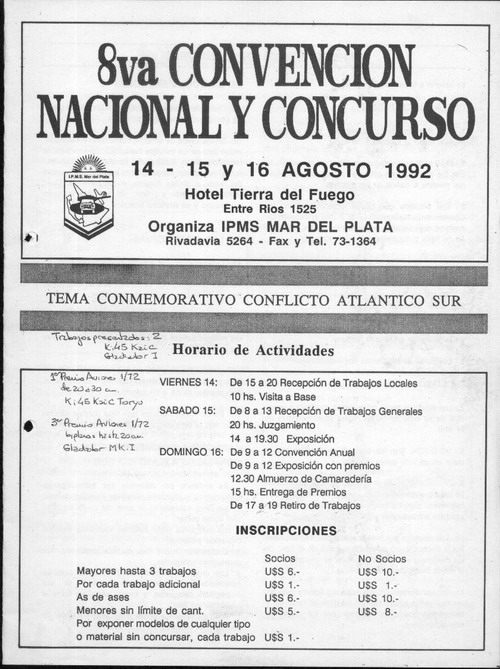 8va CONVENCION
NACIONAL Y CONCURSO
I.P.M.S. Mar del Plata
14 - 15 y 16 AGOSTO 1992
Hotel Tierra del Fuego
Entre Rios 1525
Organiza IPMS MAR DEL PLATA
Rivadavia 5264 - Fax y Tel. 73-1364
TEMA CONMEMORATIVO CONFLICTO ATLANTICO SUR
Trabajos presentados: 2
Ki.45 KaiC
Gladiator I
Horario de Actividades
1º Premio Aviones 1/72
de 20 a 30 cm.
Ki 45 KaiC Toryu
3º Premio Aviones 1/72
hasta 20 cm.
Gladiator MK.I
VIERNES 14: De 15 a 20 Recepción de Trabajos Locales
10 hs. Visita a Base
SABADO 15: De 8 a 13 Recepción de Trabajos Generales
20 hs. Juzgamiento
14 a 19.30 Exposición
DOMINGO 16: De 9 a 12 Convención Anual
De 9 a 12 Exposición con premios
12.30 Almuerzo de Camaradería
15 hs. Entrega de Premios
De 17 a 19 Retiro de Trabajos
INSCRIPCIONES
Socios No Socios
Mayores hasta 3 trabajos U$S 6.- U$S 10.-
Por cada trabajo adicional U$S 1.- U$S 1.-
As de ases U$S 6.- U$S 10.-
Menores sin límite de cant. U$S 5.- U$S 8.-
Por exponer modelos de cualquier tipo
o material sin concursar, cada trabajo U$S 1.-